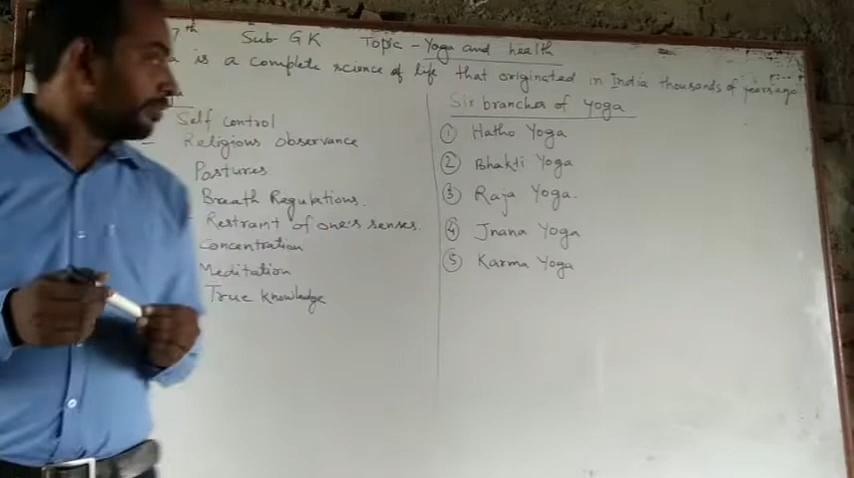 7th Sub GK Topic - Yoga and health
is a complete science of life that originated in India thousands of years ago
Self control
Religious observance
Pastures
Breath Regulations.
Restramt of one's senses.
Concentration
Meditation
True knowledge
Six branches of yoga
① Hatho Yoga
② Bhakti Yoga
③ Raja Yoga.
④ Jnana Yoga
⑤ Karma Yoga